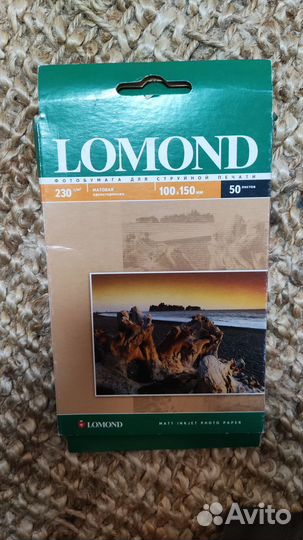 LOMOND
ФОТОБУМАГА ДЛЯ СТРУЙНОЙ ПЕЧАТИ
230 г/м² МАТОВАЯ 100x150 мм 50 листов
LOMOND MATT INKJET PHOTO PAPER
Avito